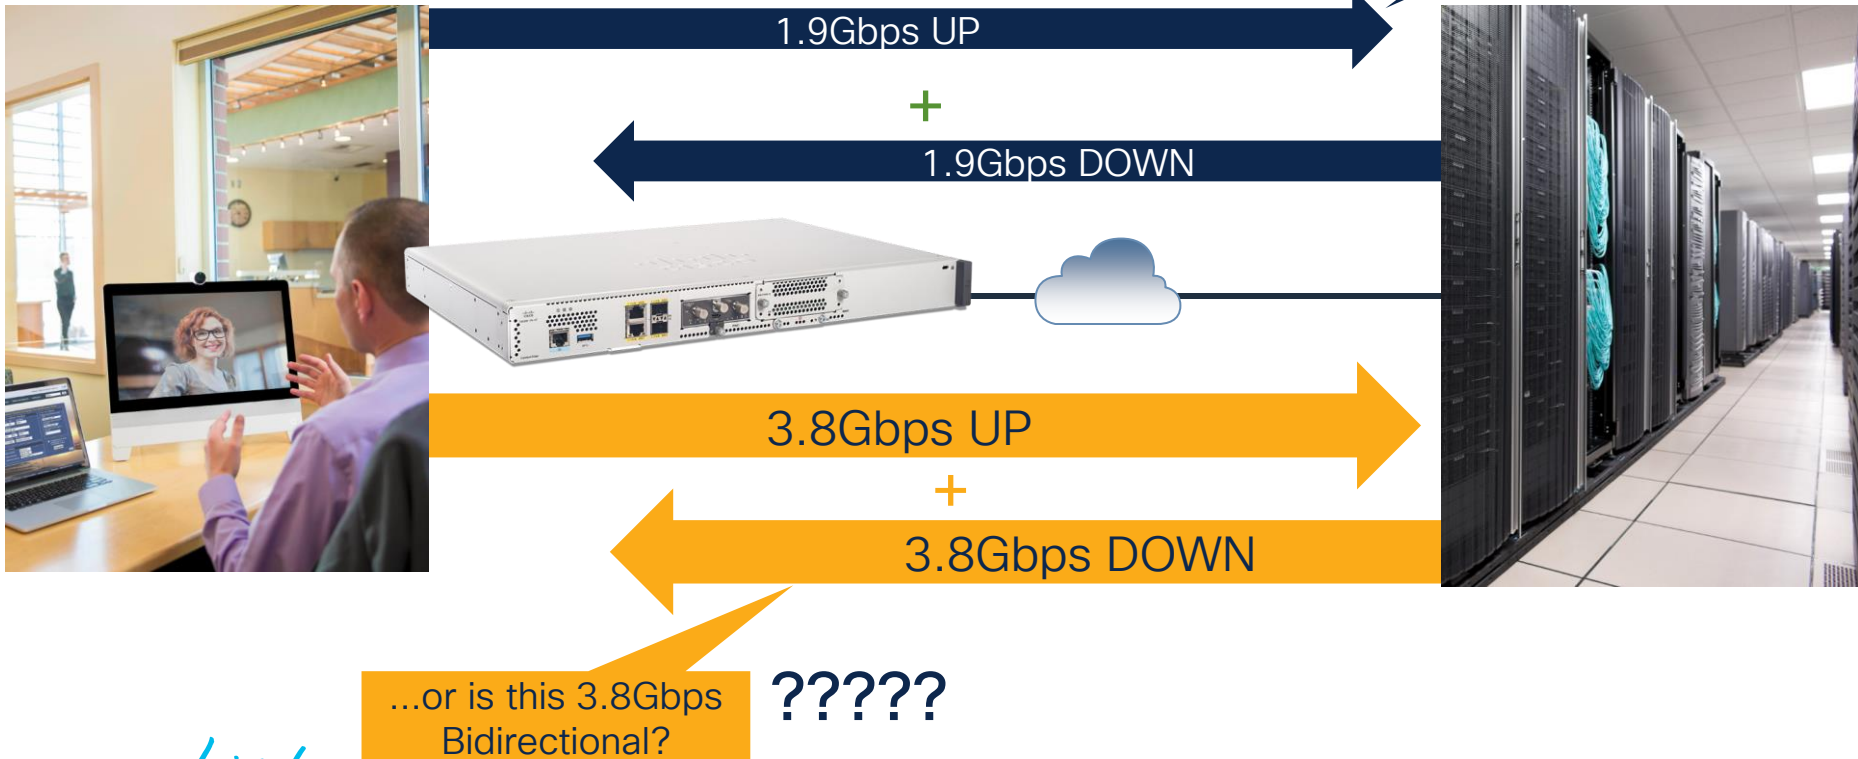 1.9Gbps UP
+
1.9Gbps DOWN
3.8Gbps UP
+
3.8Gbps DOWN
...or is this 3.8Gbps
Bidirectional?
?????